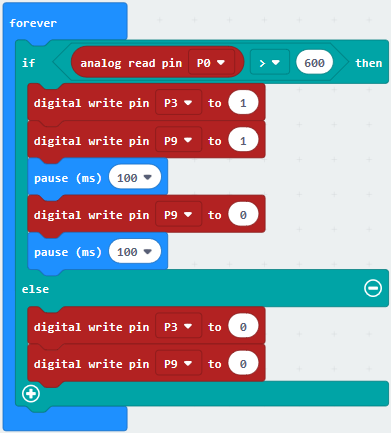 forever
if analog read pin P0 > 600 then
digital write pin P3 to 1
digital write pin P9 to 1
pause (ms) 100
digital write pin P9 to 0
pause (ms) 100
else
digital write pin P3 to 0
digital write pin P9 to 0